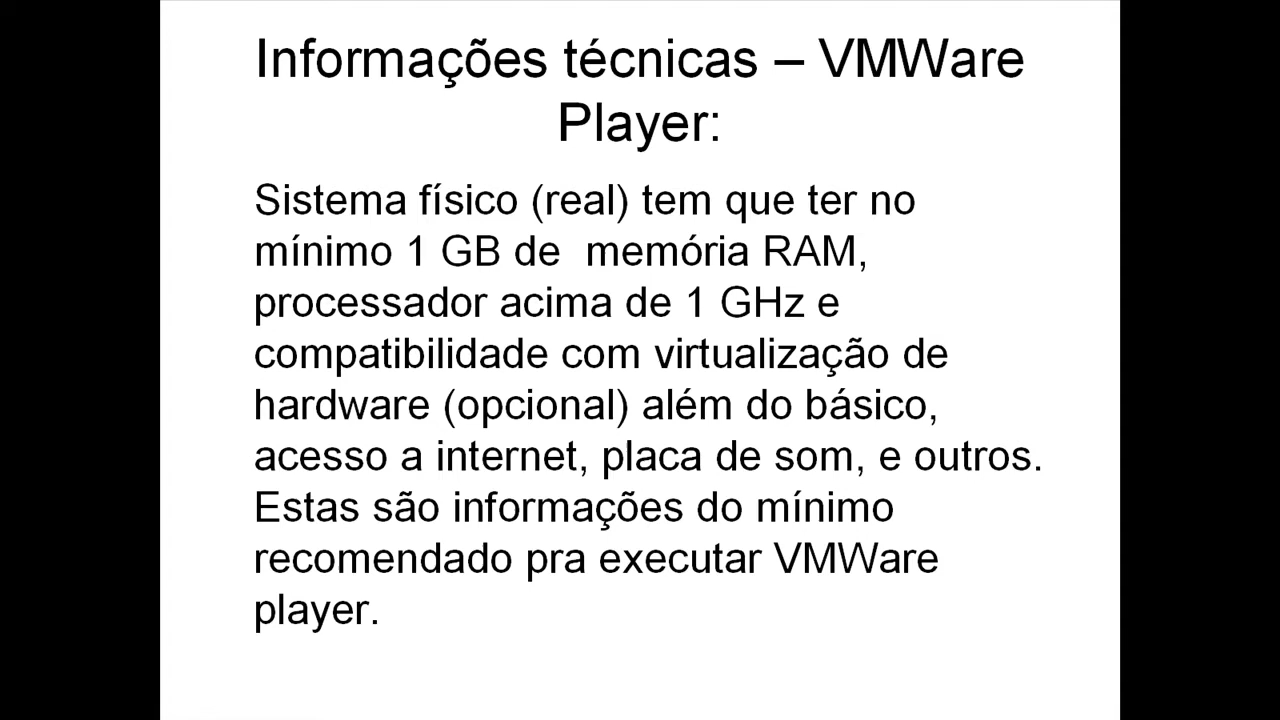 Informações técnicas – VMWare
Player:
Sistema físico (real) tem que ter no
mínimo 1 GB de  memória RAM,
processador acima de 1 GHz e
compatibilidade com virtualização de
hardware (opcional) além do básico,
acesso a internet, placa de som, e outros.
Estas são informações do mínimo
recomendado pra executar VMWare
player.